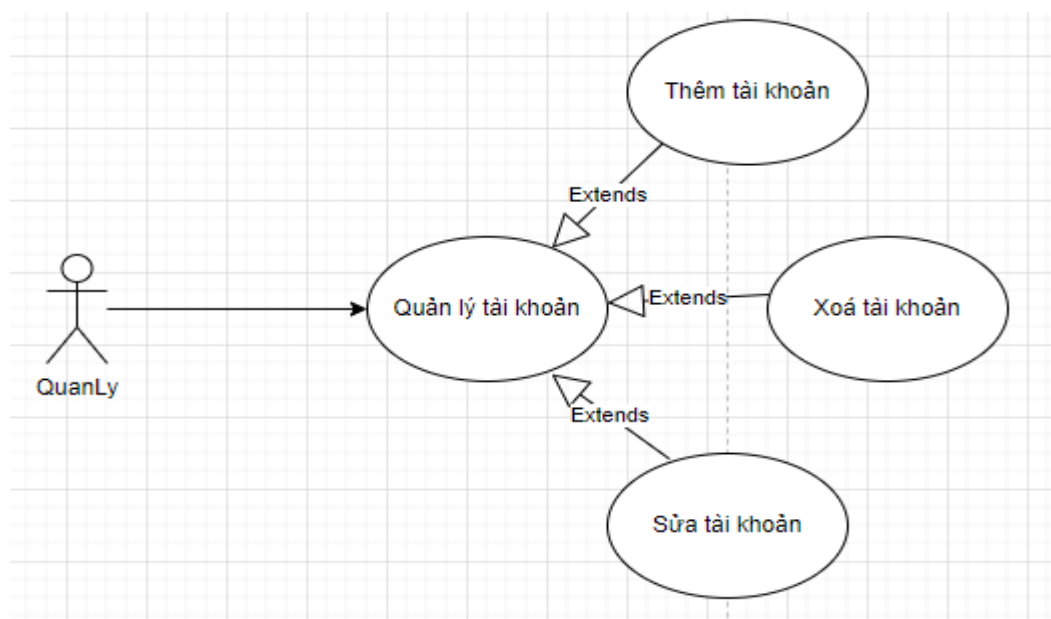 Thêm tài khoản
Extends
Quản lý tài khoản
Extends
Xoá tài khoản
QuanLy
Extends
Sửa tài khoản